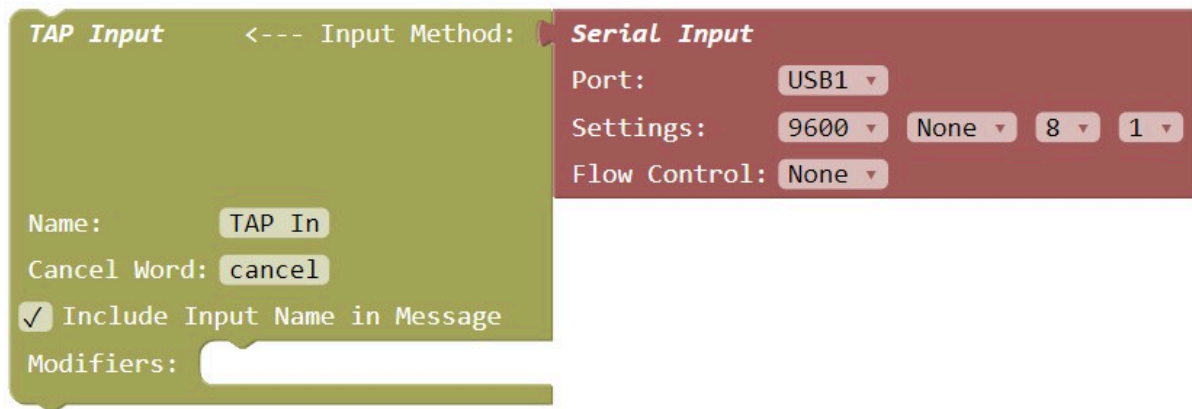 TAP Input <--- Input Method: Serial Input
Port: USB1
Settings: 9600 None 8 1
Flow Control: None
Name: TAP In
Cancel Word: cancel
✓ Include Input Name in Message
Modifiers: